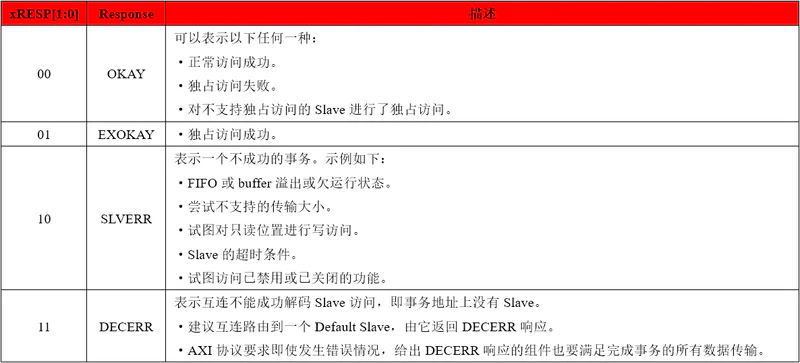 xRESP[1:0] Response 描述
可以表示以下任何一种：
·正常访问成功。
00 OKAY
·独占访问失败。
·对不支持独占访问的 Slave 进行了独占访问。
01 EXOKAY ·独占访问成功。
表示一个不成功的事务。示例如下：
·FIFO 或 buffer 溢出或欠运行状态。
·尝试不支持的传输大小。
10 SLVERR
·试图对只读位置进行写访问。
·Slave 的超时条件。
·试图访问已禁用或已关闭的功能。
表示互连不能成功解码 Slave 访问，即事务地址上没有 Slave。
11 DECERR ·建议互连路由到一个 Default Slave，由它返回 DECERR 响应。
·AXI 协议要求即使发生错误情况，给出 DECERR 响应的组件也要满足完成事务的所有数据传输。